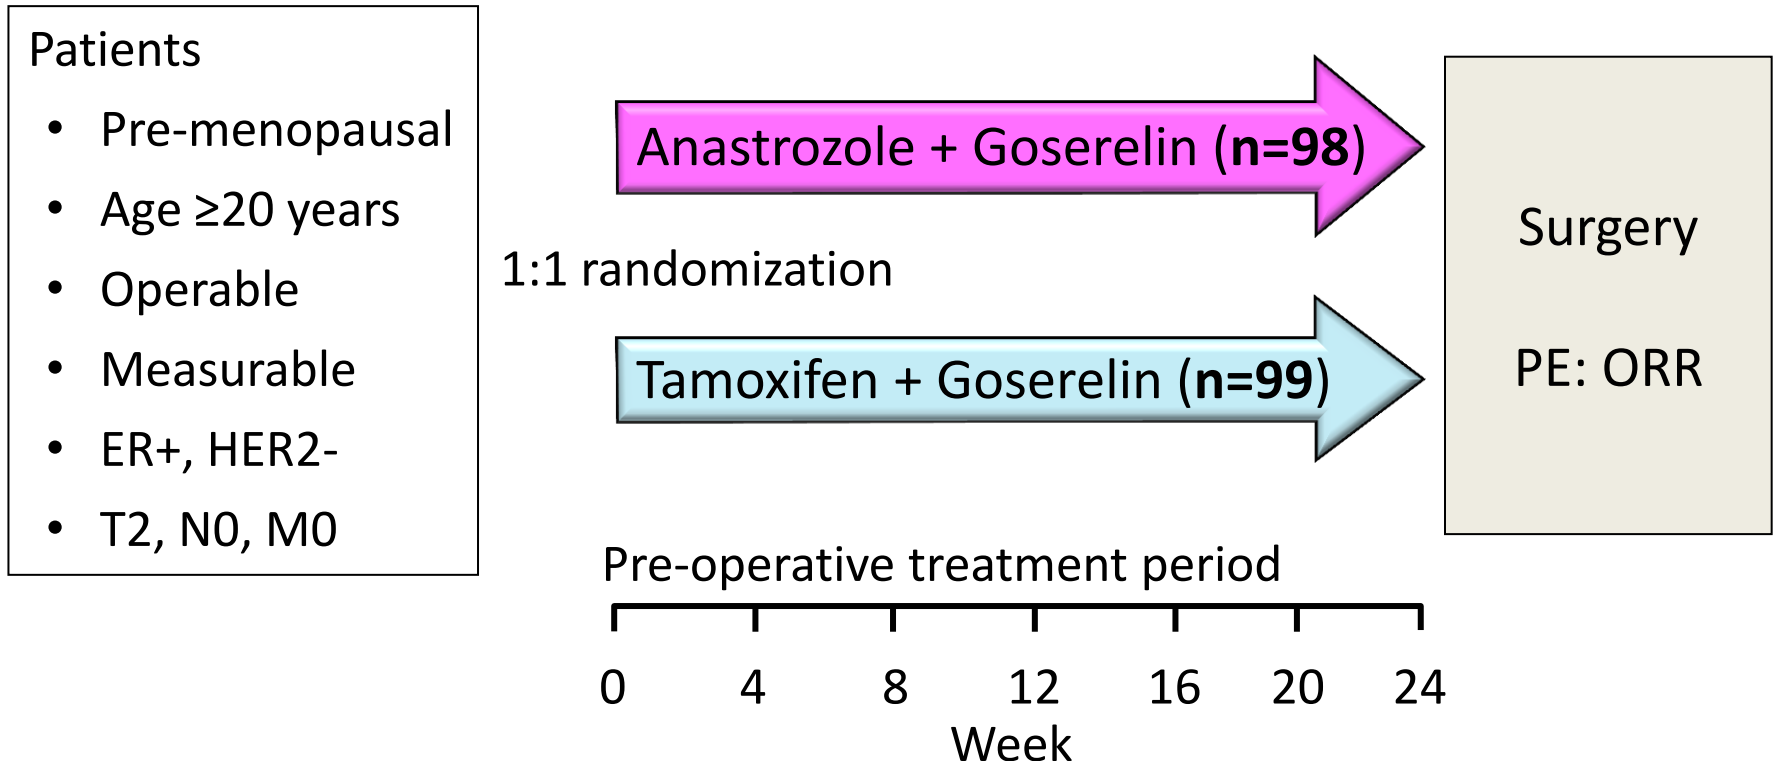 Patients
• Pre-menopausal
• Age ≥20 years
• Operable
• Measurable
• ER+, HER2-
• T2, N0, M0
1:1 randomization
Anastrozole + Goserelin (n=98)
Tamoxifen + Goserelin (n=99)
Surgery
PE: ORR
Pre-operative treatment period
0 4 8 12 16 20 24
Week